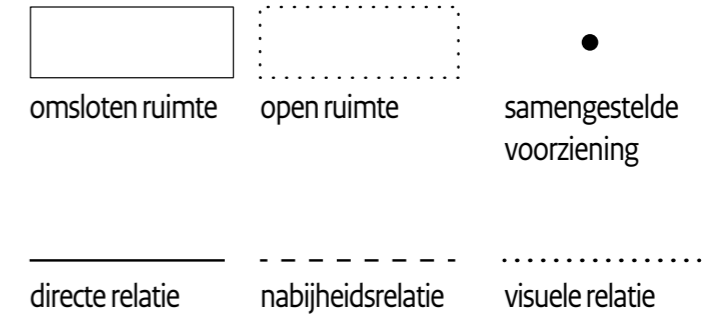 omsloten ruimte
open ruimte
samengestelde
voorziening
directe relatie
nabijheidsrelatie
visuele relatie